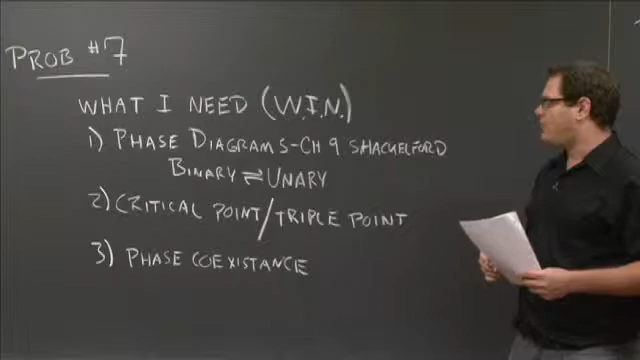 PROB #7
WHAT I NEED (W.I.N.)
1) PHASE DIAGRAMS-CH 9 SHACKELFORD
BINARY ⇌ UNARY
2) CRITICAL POINT/TRIPLE POINT
3) PHASE COEXISTANCE